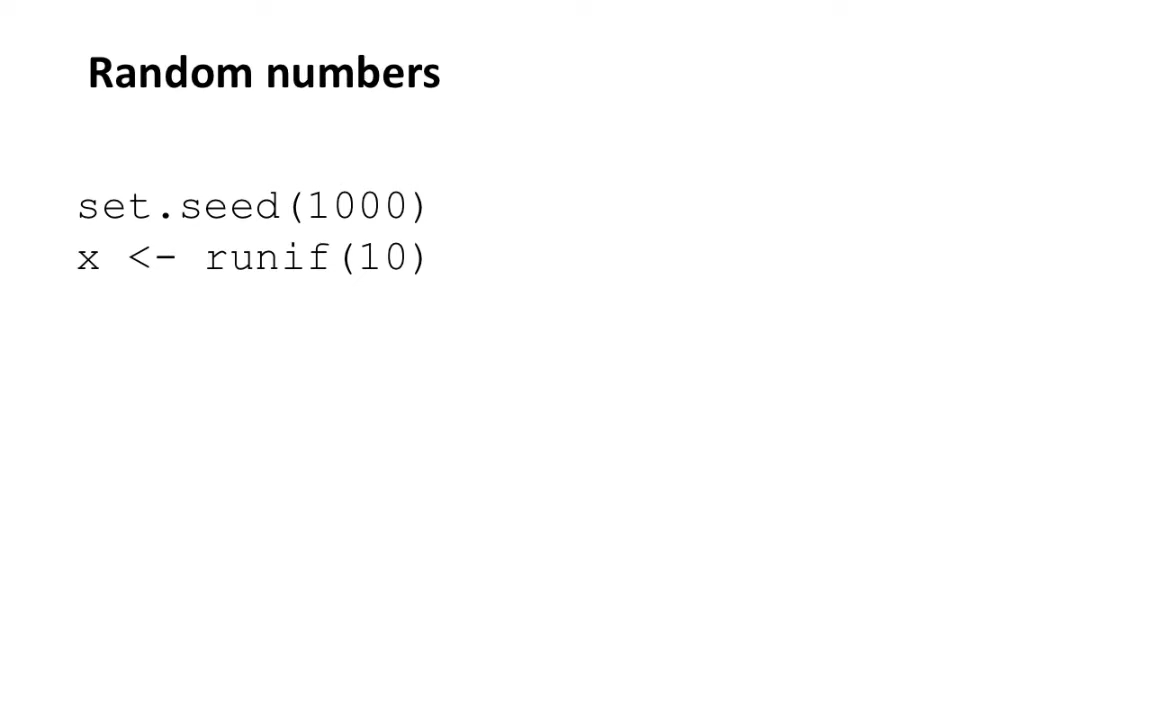 Random numbers
set.seed(1000)
x <- runif(10)